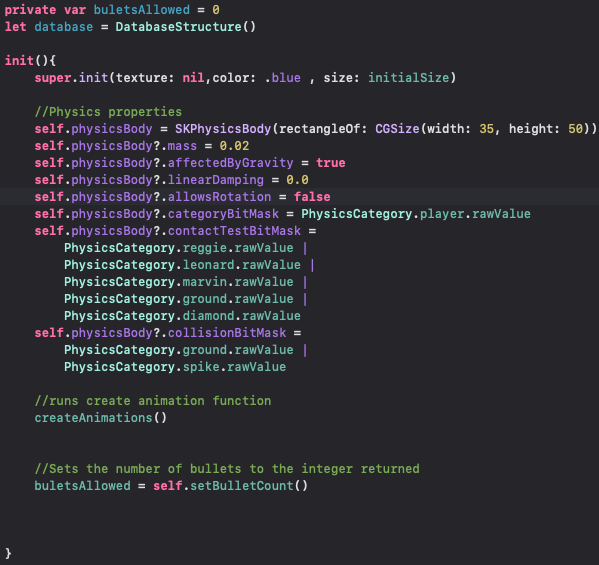 private var buletsAllowed = 0
let database = DatabaseStructure()
init(){
super.init(texture: nil,color: .blue , size: initialSize)
//Physics properties
self.physicsBody = SKPhysicsBody(rectangleOf: CGSize(width: 35, height: 50))
self.physicsBody?.mass = 0.02
self.physicsBody?.affectedByGravity = true
self.physicsBody?.linearDamping = 0.0
self.physicsBody?.allowsRotation = false
self.physicsBody?.categoryBitMask = PhysicsCategory.player.rawValue
self.physicsBody?.contactTestBitMask =
PhysicsCategory.reggie.rawValue |
PhysicsCategory.leonard.rawValue |
PhysicsCategory.marvin.rawValue |
PhysicsCategory.ground.rawValue |
PhysicsCategory.diamond.rawValue
self.physicsBody?.collisionBitMask =
PhysicsCategory.ground.rawValue |
PhysicsCategory.spike.rawValue
//runs create animation function
createAnimations()
//Sets the number of bullets to the integer returned
buletsAllowed = self.setBulletCount()
}